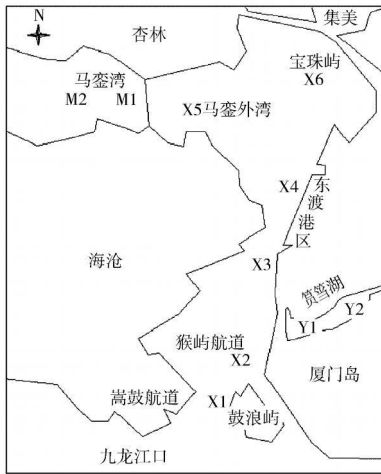 N
集美
杏林
宝珠屿
X6
马銮湾
M2 M1
X5马銮外湾
X4
东渡港区
海沧
X3
筼筜湖
Y1 Y2
猴屿航道
X2
厦门岛
嵩鼓航道
X1
鼓浪屿
九龙江口